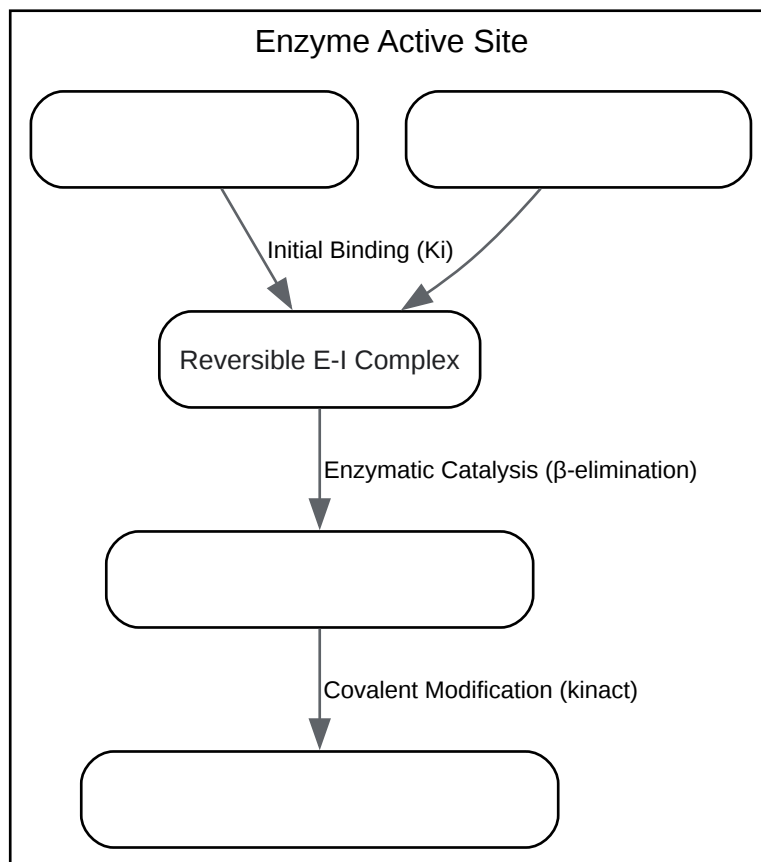 Enzyme Active Site
Initial Binding (Ki)
Reversible E-I Complex
Enzymatic Catalysis (β-elimination)
Covalent Modification (kinact)